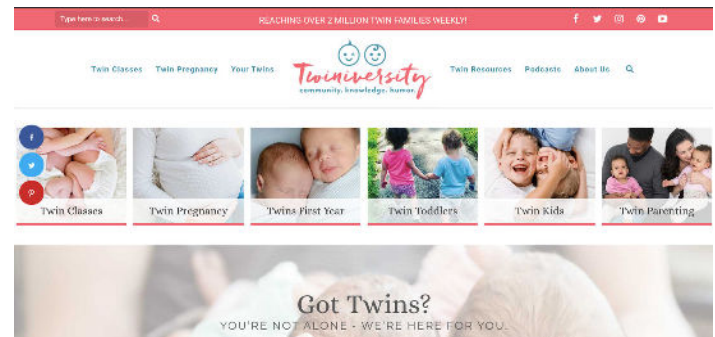 Type here to search...
REACHING OVER 2 MILLION TWIN FAMILIES WEEKLY!
Twin Classes Twin Pregnancy Your Twins
Twiniversity
community. knowledge. humor.
Twin Resources Podcasts About Us
Twin Classes
Twin Pregnancy
Twins First Year
Twin Toddlers
Twin Kids
Twin Parenting
Got Twins?
YOU'RE NOT ALONE - WE'RE HERE FOR YOU.